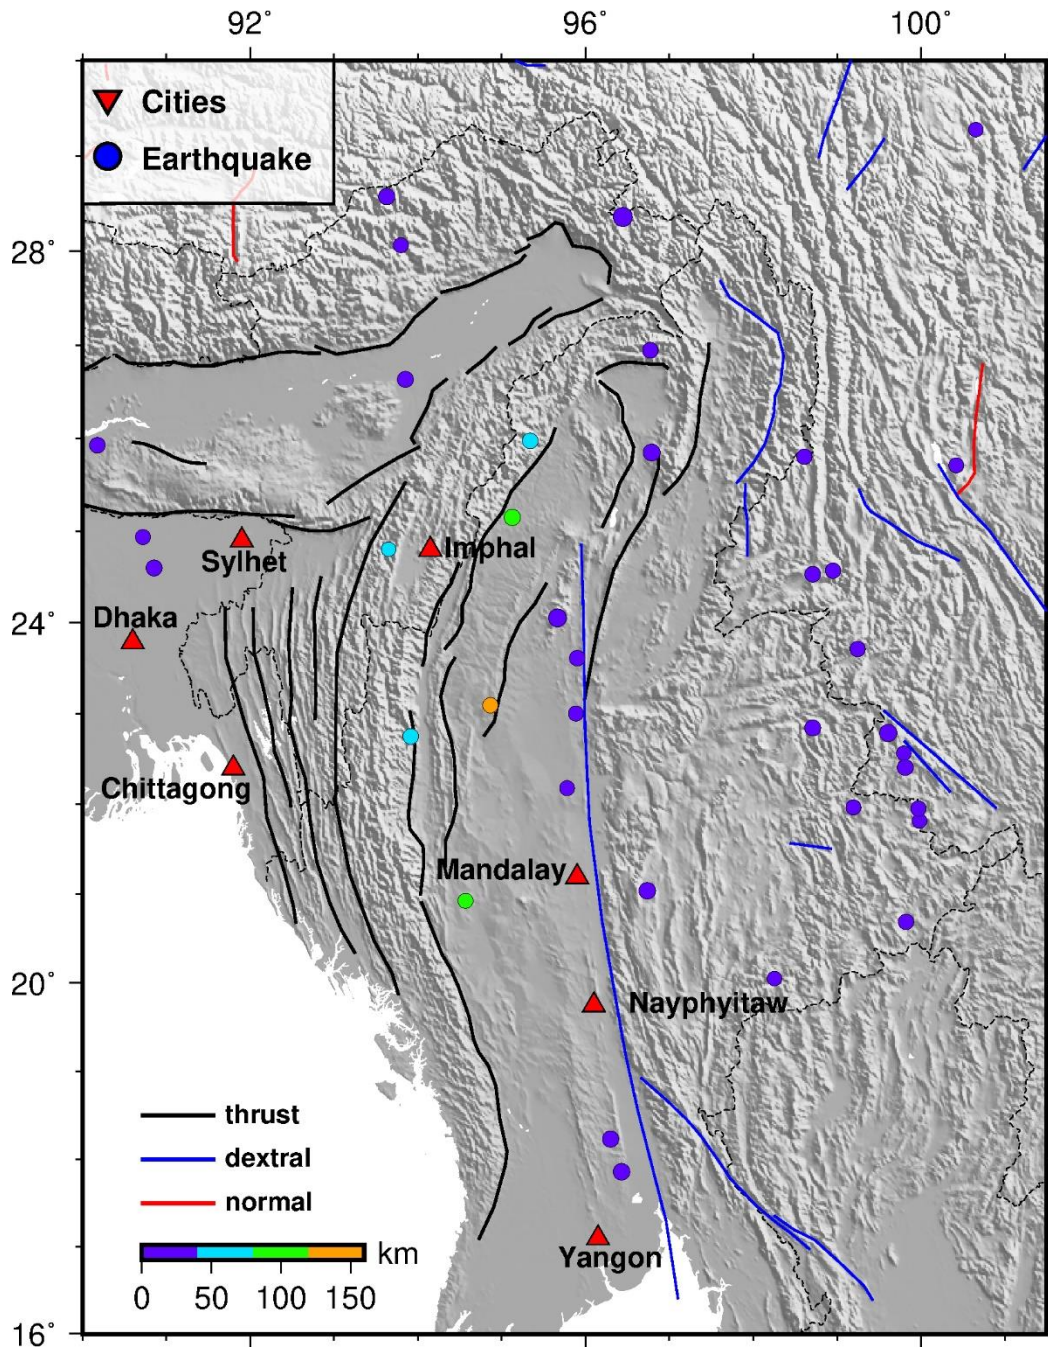 92° 96° 100°
Cities
Earthquake
28°
Imphal
Sylhet
24°
Dhaka
Chittagong
Mandalay
20°
Nayphyitaw
thrust
dextral
normal
km
Yangon
0 50 100 150
16°